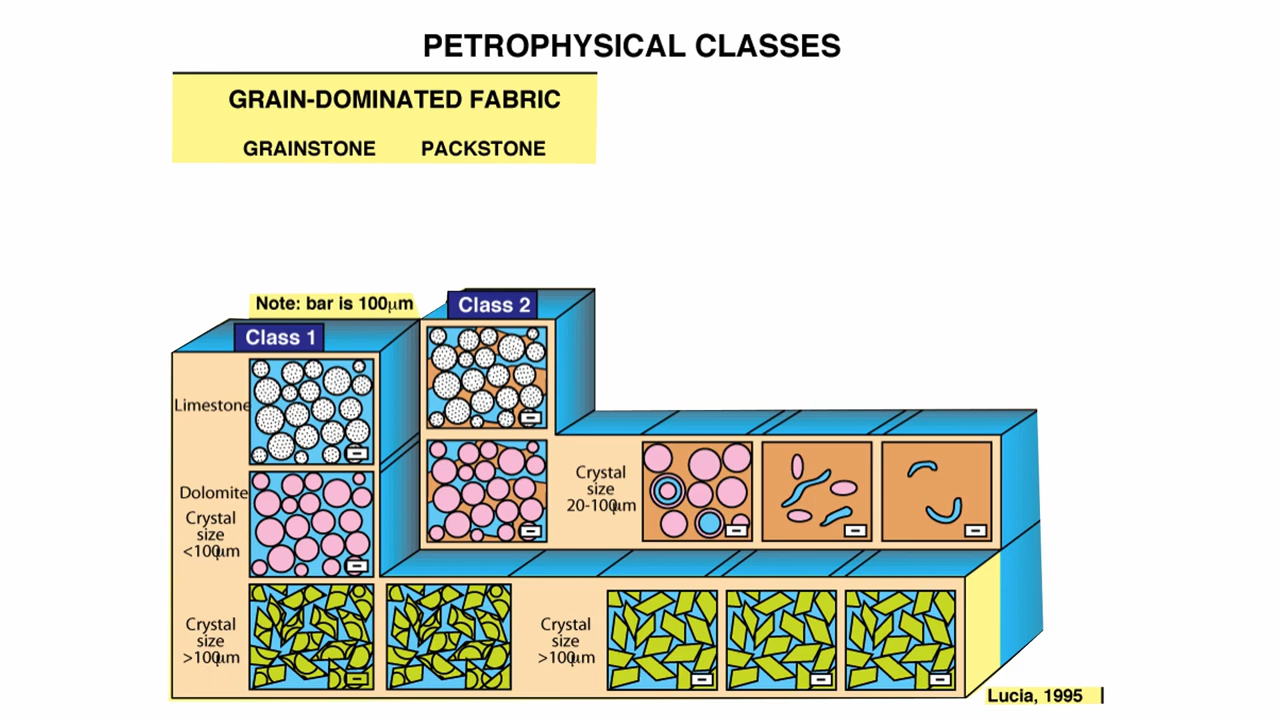 PETROPHYSICAL CLASSES
GRAIN-DOMINATED FABRIC
GRAINSTONE PACKSTONE
Note: bar is 100µm
Class 2
Class 1
Limestone
Dolomite
Crystal
size
<100µm
Crystal
size
20-100µm
Crystal
size
>100µm
Crystal
size
>100µm
Lucia, 1995